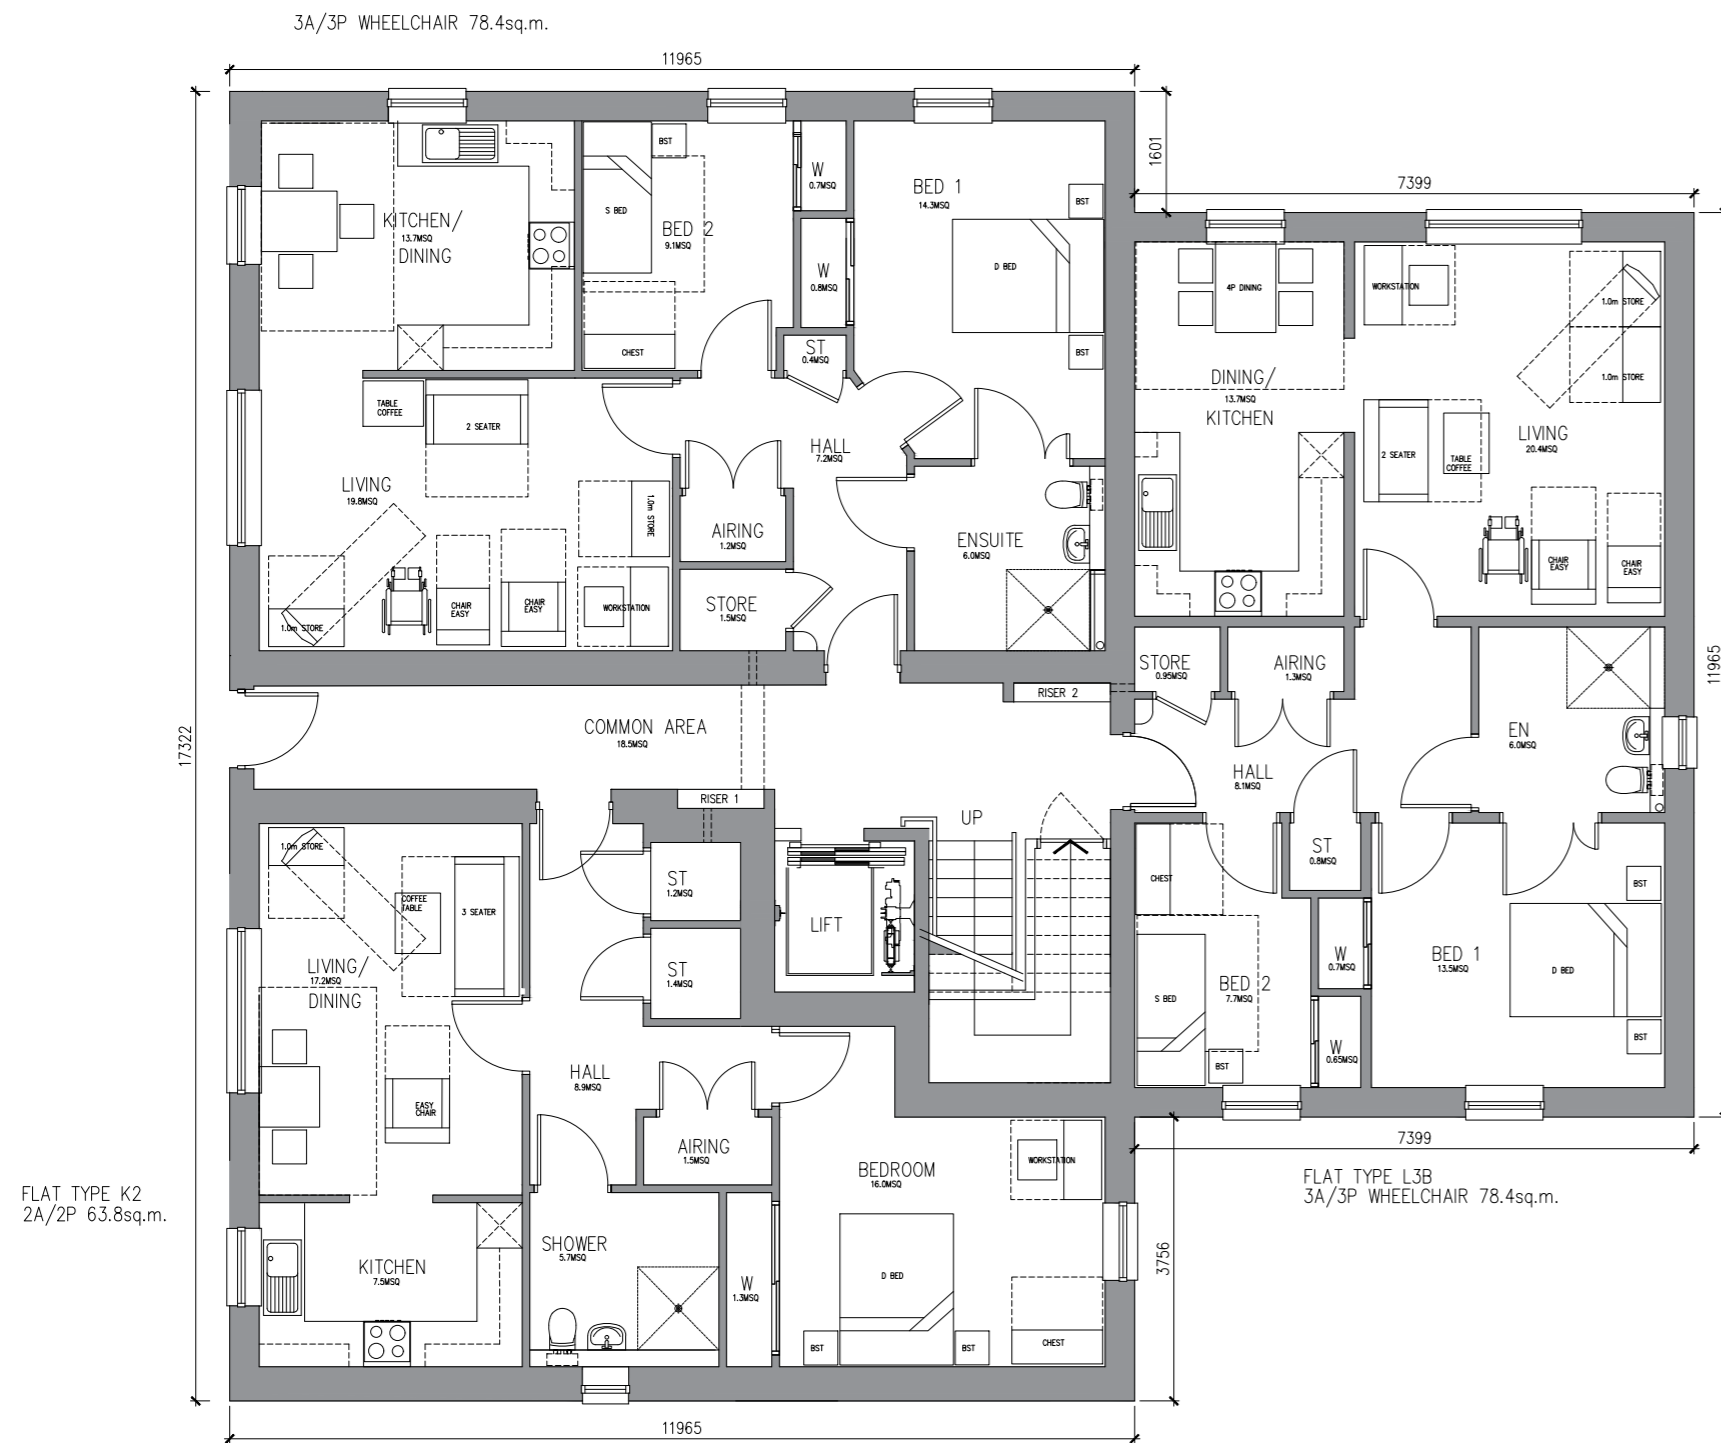 3A/3P WHEELCHAIR 78.4sq.m.
11965
17322
1601
7399
11965
KITCHEN/
13.7MSQ
DINING
S BED
BST
BED 2
9.1MSQ
CHEST
W
0.7MSQ
W
0.8MSQ
ST
0.4MSQ
BED 1
14.3MSQ
BST
D BED
BST
TABLE
COFFEE
2 SEATER
LIVING
19.8MSQ
1.0m STORE
1.0m STORE
CHAIR
EASY
CHAIR
EASY
WORKSTATION
HALL
7.2MSQ
AIRING
1.2MSQ
STORE
1.5MSQ
ENSUITE
6.0MSQ
4P DINING
DINING/
13.7MSQ
KITCHEN
WORKSTATION
1.0m STORE
1.0m STORE
2 SEATER
TABLE
COFFEE
LIVING
20.4MSQ
CHAIR
EASY
CHAIR
EASY
STORE
0.95MSQ
AIRING
1.3MSQ
EN
6.0MSQ
HALL
8.1MSQ
ST
0.8MSQ
CHEST
S BED
BED 2
7.7MSQ
BST
W
0.7MSQ
W
0.65MSQ
BED 1
13.5MSQ
BST
D BED
BST
COMMON AREA
18.5MSQ
RISER 2
RISER 1
UP
LIFT
1.0m STORE
COFFEE
TABLE
3 SEATER
LIVING/
17.2MSQ
DINING
EASY
CHAIR
ST
1.2MSQ
ST
1.4MSQ
HALL
8.9MSQ
AIRING
1.5MSQ
KITCHEN
7.5MSQ
SHOWER
5.7MSQ
W
1.3MSQ
BEDROOM
16.0MSQ
WORKSTATION
D BED
BST
BST
CHEST
7399
3756
11965
FLAT TYPE K2
2A/2P 63.8sq.m.
FLAT TYPE L3B
3A/3P WHEELCHAIR 78.4sq.m.